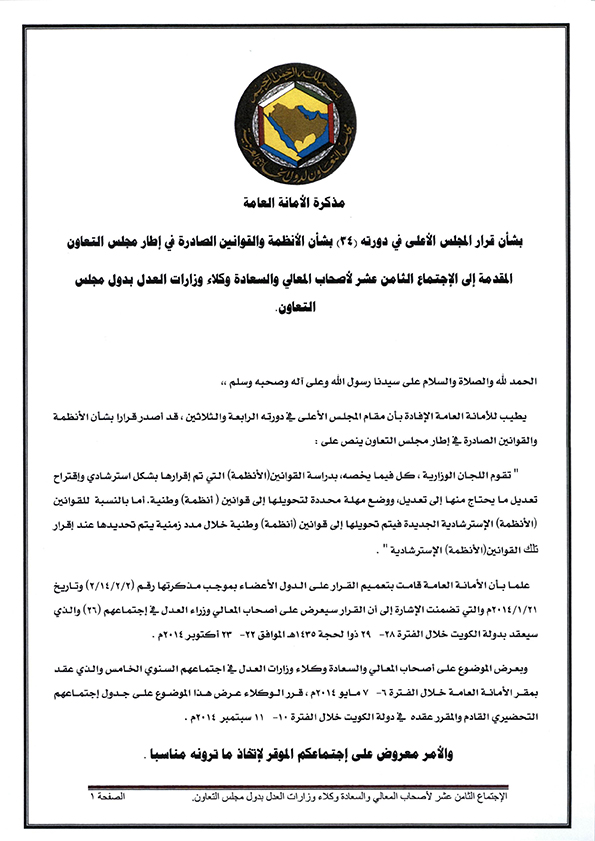 بسم الله الرحمن الرحيم
مجلس التعاون لدول الخليج العربية
مذكرة الأمانة العامة
بشأن قرار المجلس الأعلى في دورته (٣٤) بشأن الأنظمة والقوانين الصادرة في إطار مجلس التعاون
المقدمة إلى الإجتماع الثامن عشر لأصحاب المعالي والسعادة وكلاء وزارات العدل بدول مجلس
التعاون.
الحمد لله والصلاة والسلام على سيدنا رسول الله وعلى آله وصحبه وسلم ،،
يطيب للأمانة العامة الإفادة بأن مقام المجلس الأعلى في دورته الرابعة والثلاثين ، قد أصدر قرارا بشأن الأنظمة
والقوانين الصادرة في إطار مجلس التعاون ينص على :
" تقوم اللجان الوزارية ، كل فيما يخصه، بدراسة القوانين(الأنظمة) التي تم إقرارها بشكل استرشادي وإقتراح
تعديل ما يحتاج منها إلى تعديل، ووضع مهلة محددة لتحويلها إلى قوانين ( أنظمة) وطنية. أما بالنسبة للقوانين
(الأنظمة) الإسترشادية الجديدة فيتم تحويلها إلى قوانين (أنظمة) وطنية خلال مدد زمنية يتم تحديدها عند إقرار
تلك القوانين(الأنظمة) الإسترشادية " .
علما بأن الأمانة العامة قامت بتعميم القرار على الدول الأعضاء بموجب مذكرتها رقم (٢/١٤/٢/٢) وتاريخ
٢٠١٤/١/٢١م والتي تضمنت الإشارة إلى أن القرار سيعرض على أصحاب المعالي وزراء العدل في إجتماعهم (٢٦) والذي
سيعقد بدولة الكويت خلال الفترة ٢٨- ٢٩ ذوا لحجة ١٤٣٥هـ الموافق ٢٢- ٢٣ أكتوبر ٢٠١٤م .
وبعرض الموضوع على أصحاب المعالي والسعادة وكلاء وزارات العدل في اجتماعهم السنوي الخامس والذي عقد
بمقر الأمانة العامة خلال الفترة ٦- ٧ مايو ٢٠١٤م ، قرر الوكلاء عرض هذا الموضوع على جدول إجتماعهم
التحضيري القادم والمقرر عقده في دولة الكويت خلال الفترة ١٠- ١١ سبتمبر ٢٠١٤م .
والأمر معروض على إجتماعكم الموقر لإتخاذ ما ترونه مناسبا .
الإجتماع الثامن عشر لأصحاب المعالي والسعادة وكلاء وزارات العدل بدول مجلس التعاون. الصفحة ١